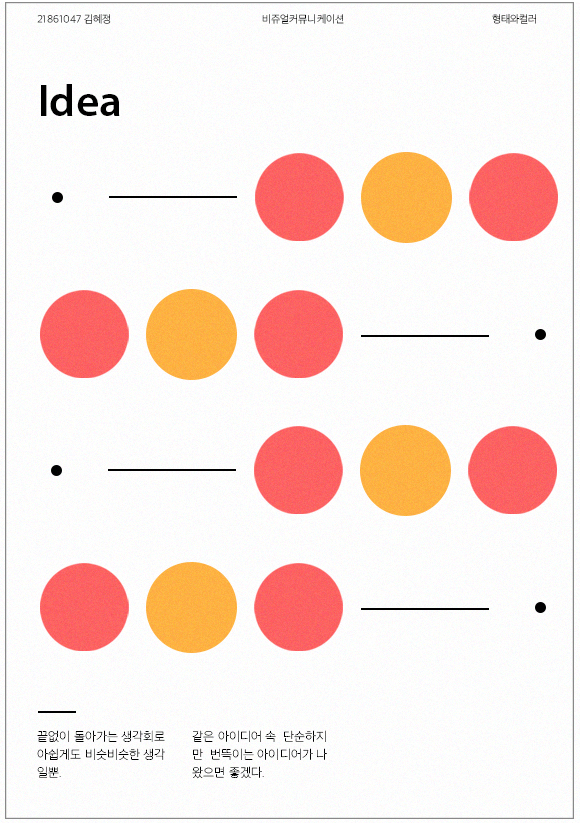 21861047 김혜정
비쥬얼커뮤니케이션
형태와컬러
Idea
끝없이 돌아가는 생각회로
아쉽게도 비슷비슷한 생각
일뿐.
같은 아이디어 속 단순하지
만 번뜩이는 아이디어가 나
왔으면 좋겠다.